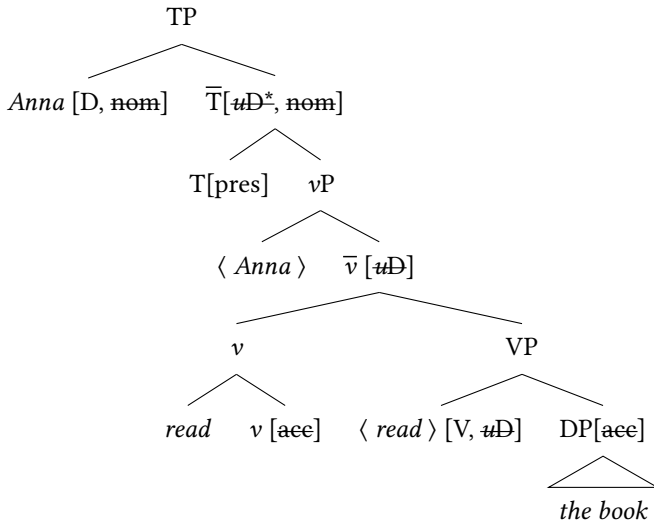 TP
Anna [D, nom] T̅[uD*, nom]
T[pres] vP
⟨ Anna ⟩ v̅ [uD]
v VP
read v [acc] ⟨ read ⟩ [V, uD] DP[acc]
the book